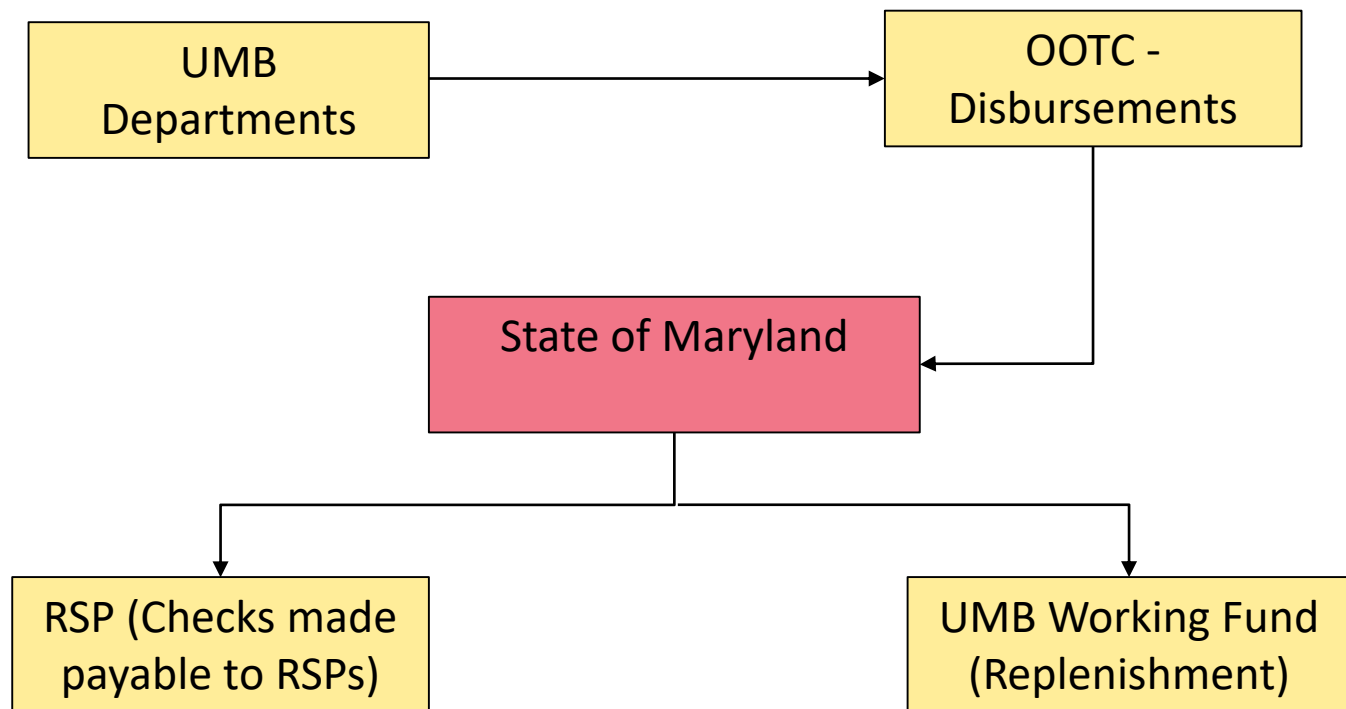 UMB
Departments
OOTC -
Disbursements
State of Maryland
RSP (Checks made
payable to RSPs)
UMB Working Fund
(Replenishment)